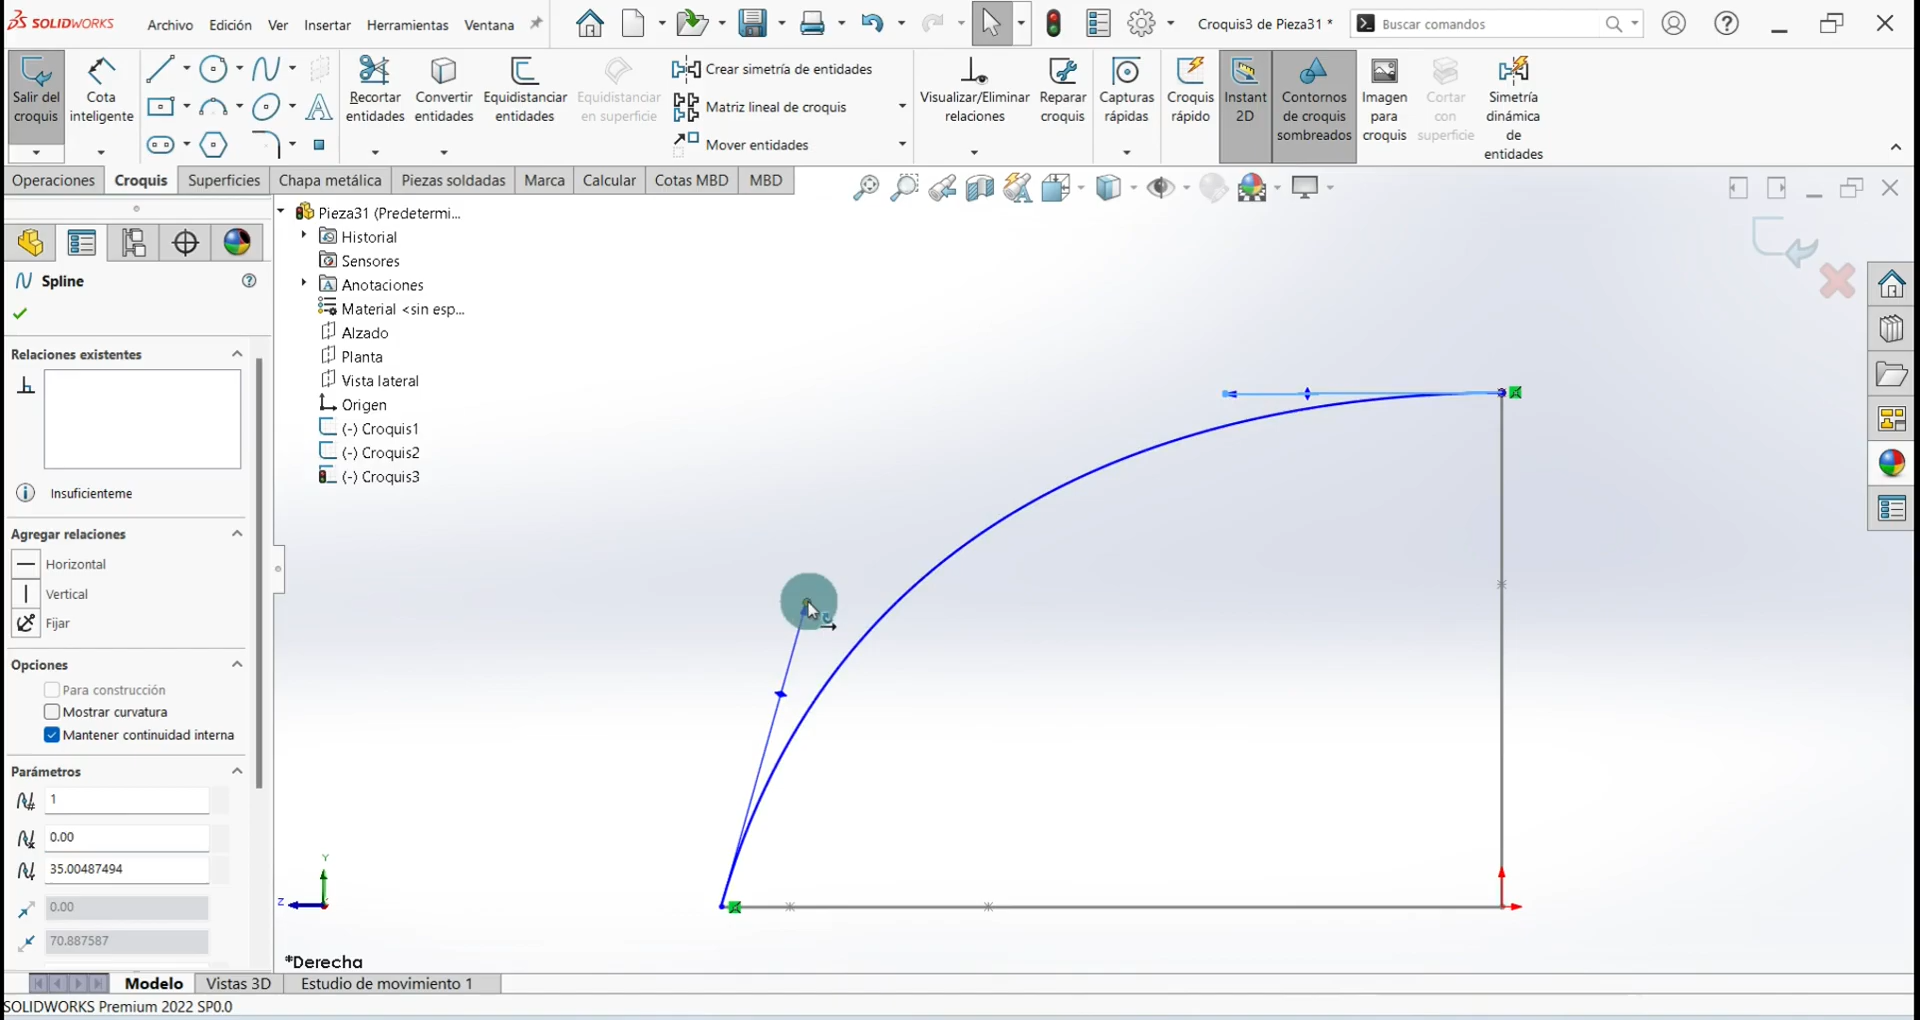 SOLIDWORKS
Archivo
Edición
Ver
Insertar
Herramientas
Ventana
Croquis3 de Pieza31 *
Buscar comandos
Salir del
croquis
Cota
inteligente
Recortar
entidades
Convertir
entidades
Equidistanciar
entidades
Equidistanciar
en superficie
Crear simetría de entidades
Matriz lineal de croquis
Mover entidades
Visualizar/Eliminar
relaciones
Reparar
croquis
Capturas
rápidas
Croquis
rápido
Instant
2D
Contornos
de croquis
sombreados
Imagen
para
croquis
Cortar
con
superficie
Simetría
dinámica
de
entidades
Operaciones
Croquis
Superficies
Chapa metálica
Piezas soldadas
Marca
Calcular
Cotas MBD
MBD
Pieza31 (Predetermi...
Historial
Sensores
Anotaciones
Material <sin esp...
Alzado
Planta
Vista lateral
Origen
(-) Croquis1
(-) Croquis2
(-) Croquis3
Spline
Relaciones existentes
Insuficienteme
Agregar relaciones
Horizontal
Vertical
Fijar
Opciones
Para construcción
Mostrar curvatura
Mantener continuidad interna
Parámetros
1
0.00
35.00487494
0.00
70.887587
Y
Z
*Derecha
Modelo
Vistas 3D
Estudio de movimiento 1
SOLIDWORKS Premium 2022 SP0.0